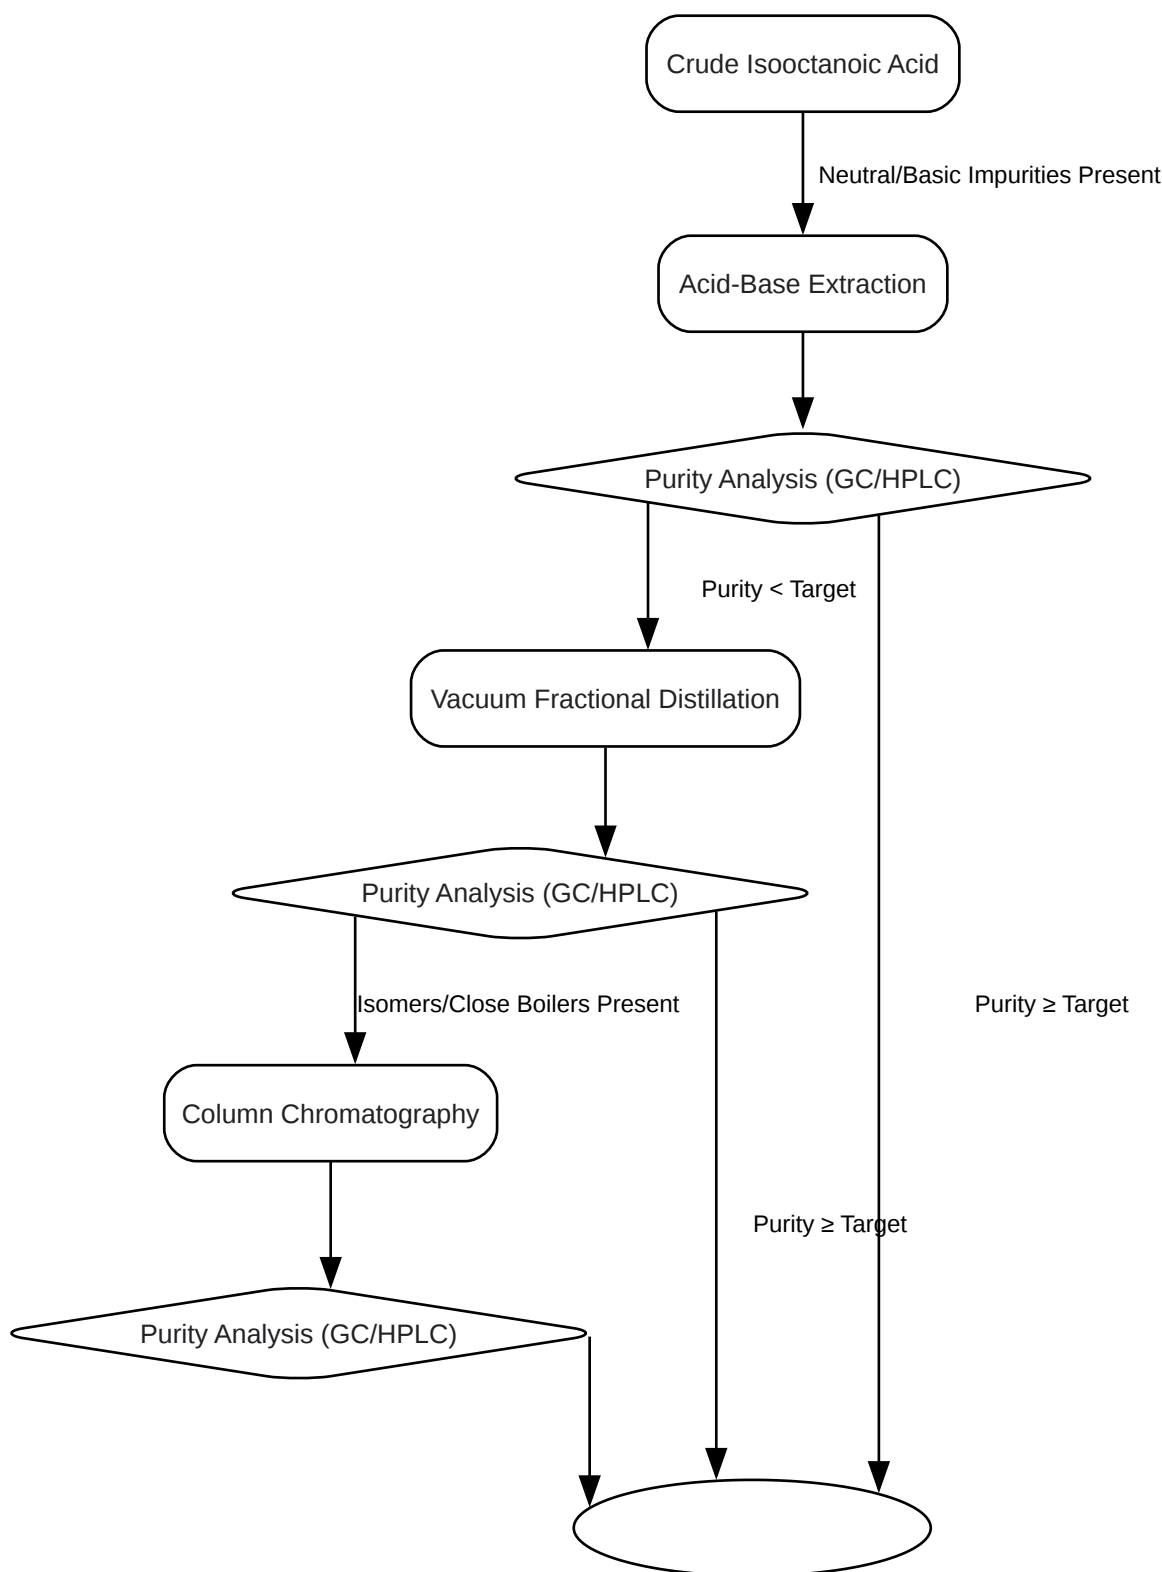 Crude Isooctanoic Acid
Neutral/Basic Impurities Present
Acid-Base Extraction
Purity Analysis (GC/HPLC)
Purity < Target
Vacuum Fractional Distillation
Purity Analysis (GC/HPLC)
Isomers/Close Boilers Present
Purity ≥ Target
Column Chromatography
Purity ≥ Target
Purity Analysis (GC/HPLC)